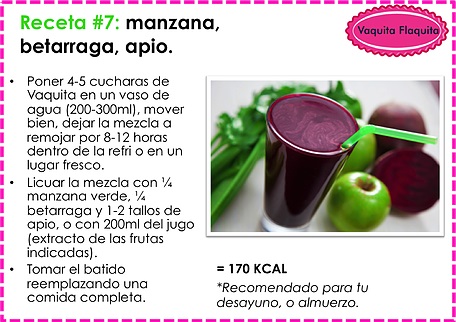 Receta #7: manzana,
betarraga, apio.
Vaquita Flaquita
• Poner 4-5 cucharas de
Vaquita en un vaso de
agua (200-300ml), mover
bien, dejar la mezcla a
remojar por 8-12 horas
dentro de la refri o en un
lugar fresco.
• Licuar la mezcla con ¼
manzana verde, ¼
betarraga y 1-2 tallos de
apio, o con 200ml del jugo
(extracto de las frutas
indicadas).
• Tomar el batido
reemplazando una
comida completa.
= 170 KCAL
*Recomendado para tu
desayuno, o almuerzo.